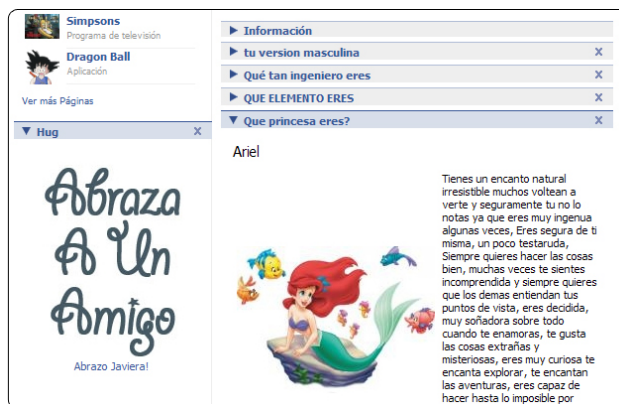 Simpsons
Programa de televisión
Dragon Ball
Aplicación
Ver más Páginas
Hug X
Abraza
A Un
Amigo
Abrazo Javiera!
Información
tu version masculina X
Qué tan ingeniero eres X
QUE ELEMENTO ERES X
Que princesa eres? X
Ariel
Tienes un encanto natural
irresistible muchos voltean a
verte y seguramente tu no lo
notas ya que eres muy ingenua
algunas veces, Eres segura de ti
misma, un poco testaruda,
Siempre quieres hacer las cosas
bien, muchas veces te sientes
incomprendida y siempre quieres
que los demas entiendan tus
puntos de vista, eres decidida,
muy soñadora sobre todo
cuando te enamoras, te gusta
las cosas extrañas y
misteriosas, eres muy curiosa te
encanta explorar, te encantan
las aventuras, eres capaz de
hacer hasta lo imposible por